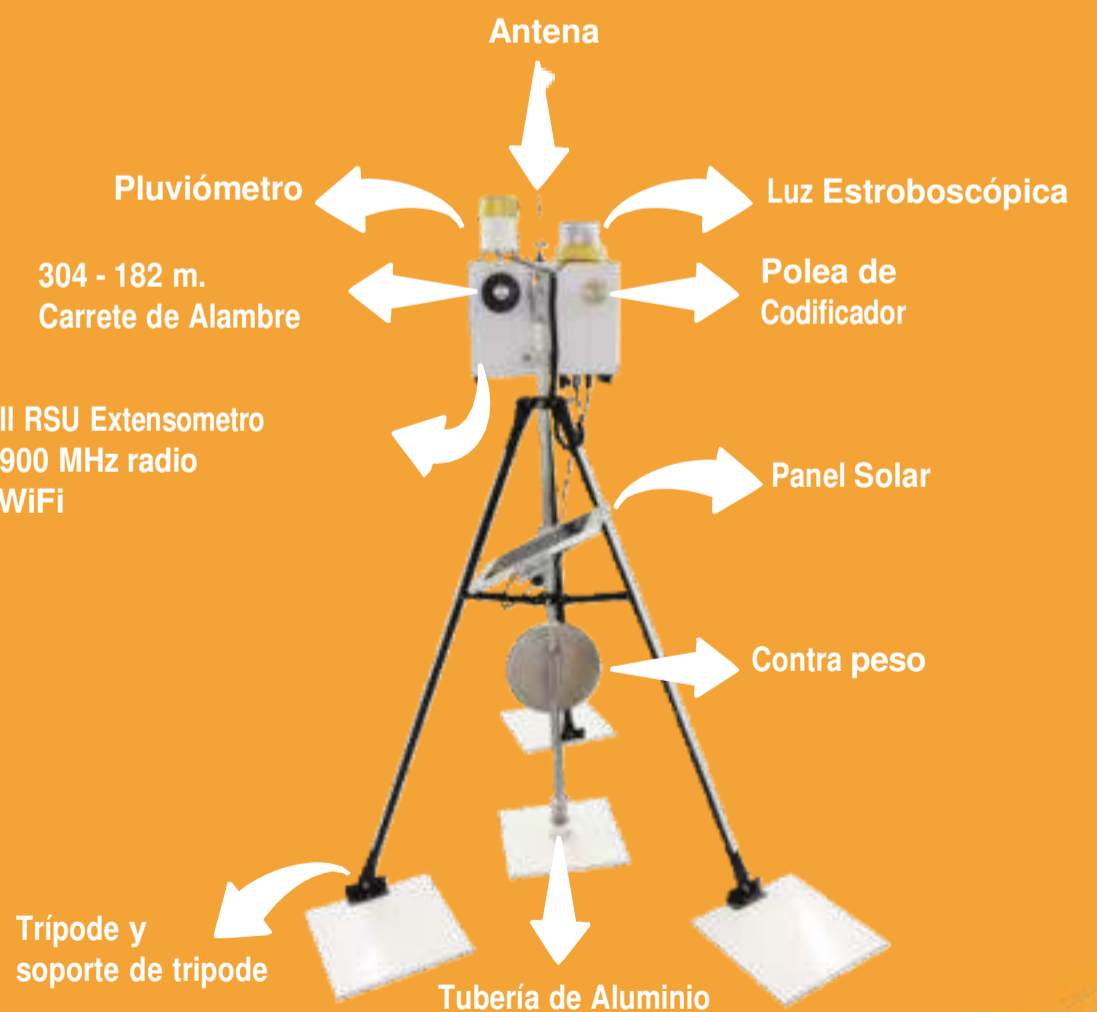 Antena
Pluviómetro
Luz Estroboscópica
304 - 182 m.
Carrete de Alambre
Polea de
Codificador
II RSU Extensometro
900 MHz radio
WiFi
Panel Solar
Contra peso
Trípode y
soporte de tripode
Tubería de Aluminio